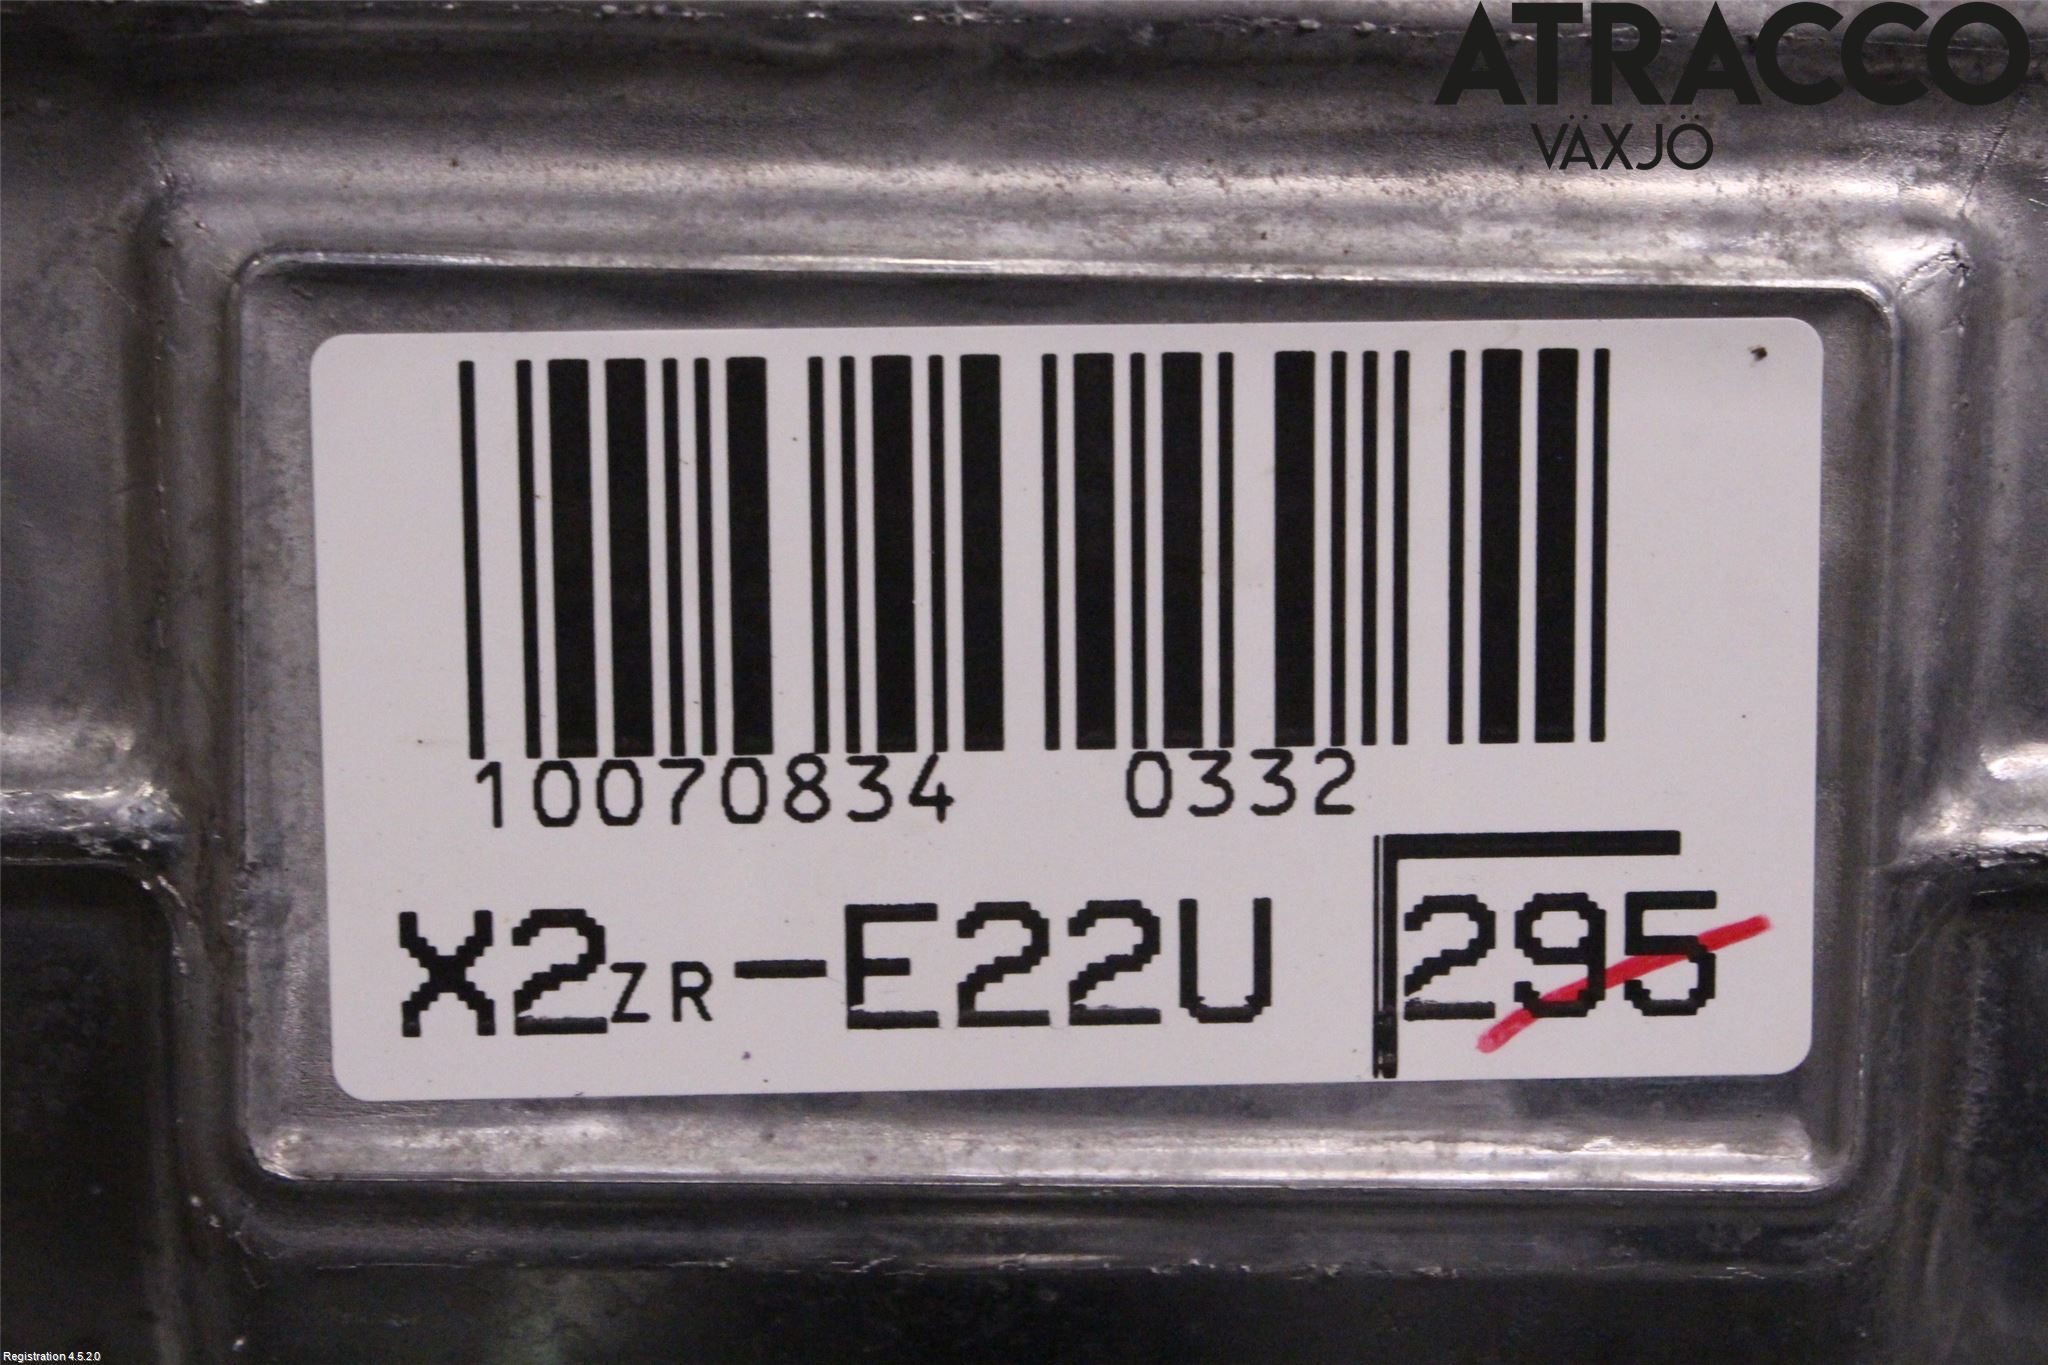 ATRACCO
VÄXJÖ
10070834 0332
X2ZR-E22U 295
Registration 4.5.2.0